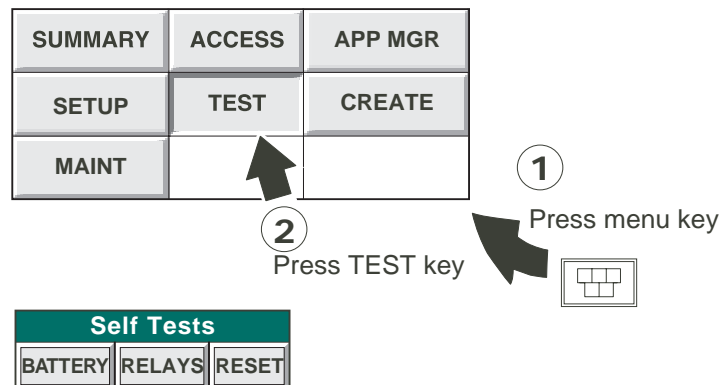 SUMMARY ACCESS APP MGR
SETUP TEST CREATE
MAINT
1
Press menu key
2
Press TEST key
Self Tests
BATTERY RELAYS RESET